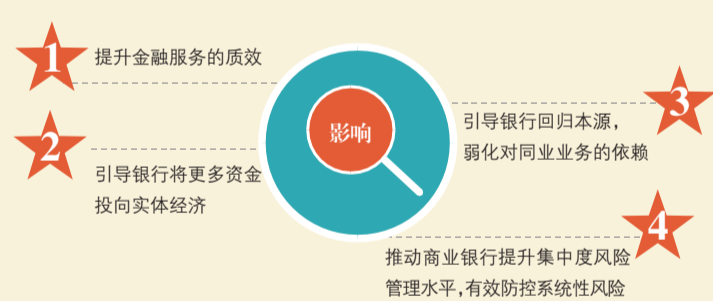 1
提升金融服务的质效
2
引导银行将更多资金
投向实体经济
影响
3
引导银行回归本源，
弱化对同业业务的依赖
4
推动商业银行提升集中度风险
管理水平,有效防控系统性风险